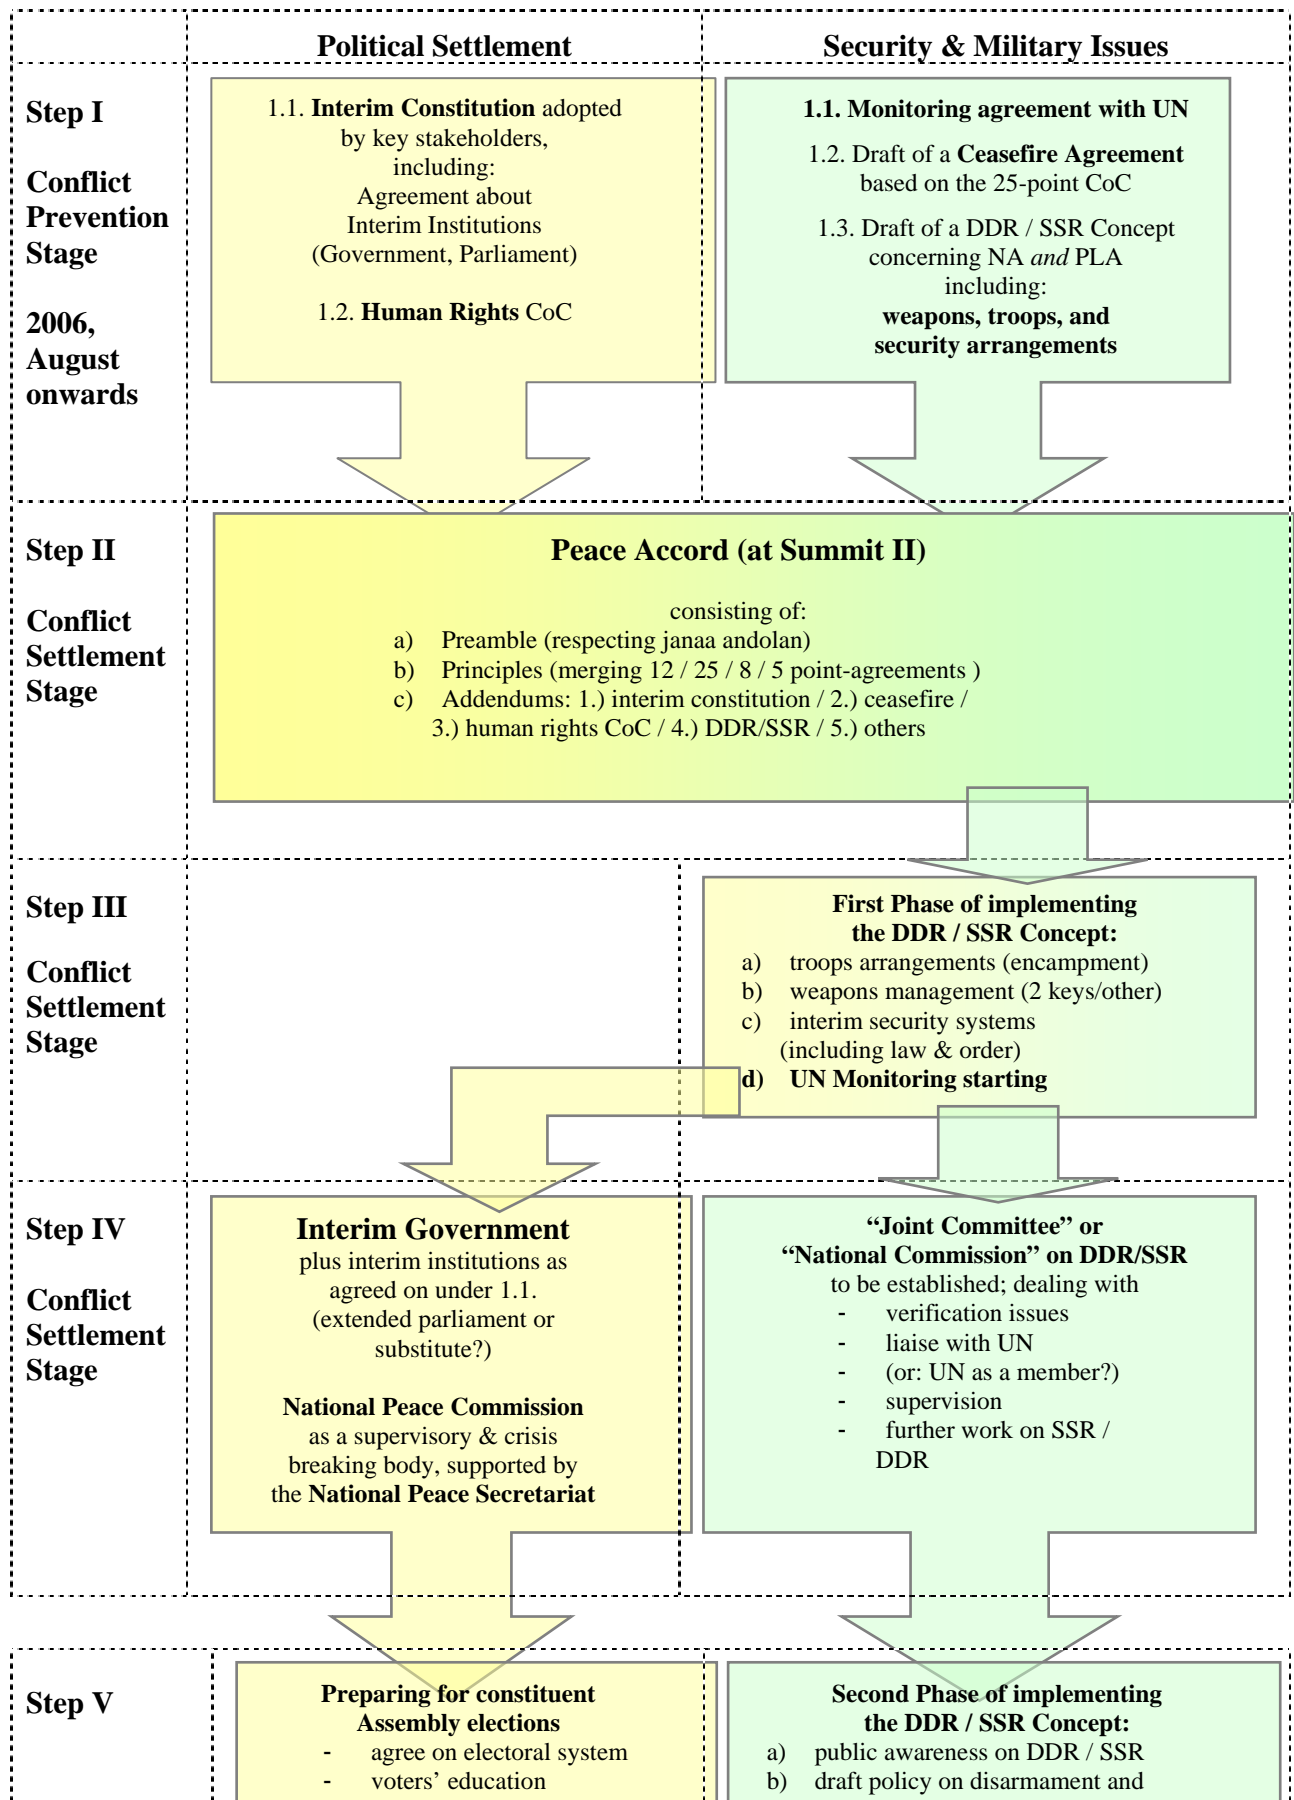 Political Settlement
Security & Military Issues
Step I
Conflict
Prevention
Stage
2006,
August
onwards
1.1. Interim Constitution adopted
by key stakeholders,
including:
Agreement about
Interim Institutions
(Government, Parliament)
1.2. Human Rights CoC
1.1. Monitoring agreement with UN
1.2. Draft of a Ceasefire Agreement
based on the 25-point CoC
1.3. Draft of a DDR / SSR Concept
concerning NA and PLA
including:
weapons, troops, and
security arrangements
Step II
Conflict
Settlement
Stage
Peace Accord (at Summit II)
consisting of:
a) Preamble (respecting janaa andolan)
b) Principles (merging 12 / 25 / 8 / 5 point-agreements )
c) Addendums: 1.) interim constitution / 2.) ceasefire /
3.) human rights CoC / 4.) DDR/SSR / 5.) others
Step III
Conflict
Settlement
Stage
First Phase of implementing
the DDR / SSR Concept:
a) troops arrangements (encampment)
b) weapons management (2 keys/other)
c) interim security systems
(including law & order)
d) UN Monitoring starting
Step IV
Conflict
Settlement
Stage
Interim Government
plus interim institutions as
agreed on under 1.1.
(extended parliament or
substitute?)
National Peace Commission
as a supervisory & crisis
breaking body, supported by
the National Peace Secretariat
“Joint Committee” or
“National Commission” on DDR/SSR
to be established; dealing with
- verification issues
- liaise with UN
- (or: UN as a member?)
- supervision
- further work on SSR /
DDR
Step V
Preparing for constituent
Assembly elections
- agree on electoral system
- voters’ education
Second Phase of implementing
the DDR / SSR Concept:
a) public awareness on DDR / SSR
b) draft policy on disarmament and